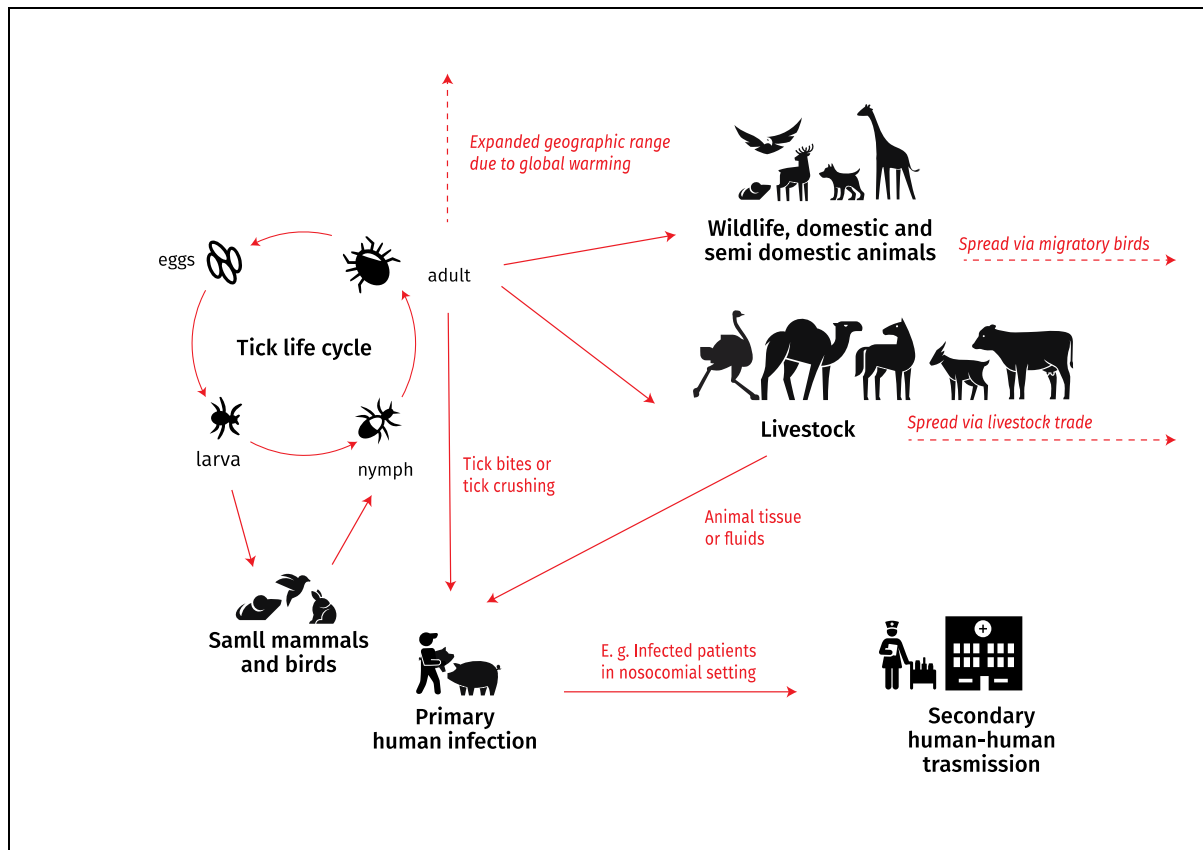 Expanded geographic range
due to global warming
Wildlife, domestic and
semi domestic animals
Spread via migratory birds
eggs
adult
Tick life cycle
Livestock
Spread via livestock trade
larva
nymph
Tick bites or
tick crushing
Animal tissue
or fluids
Samll mammals
and birds
E. g. Infected patients
in nosocomial setting
Primary
human infection
Secondary
human-human
trasmission